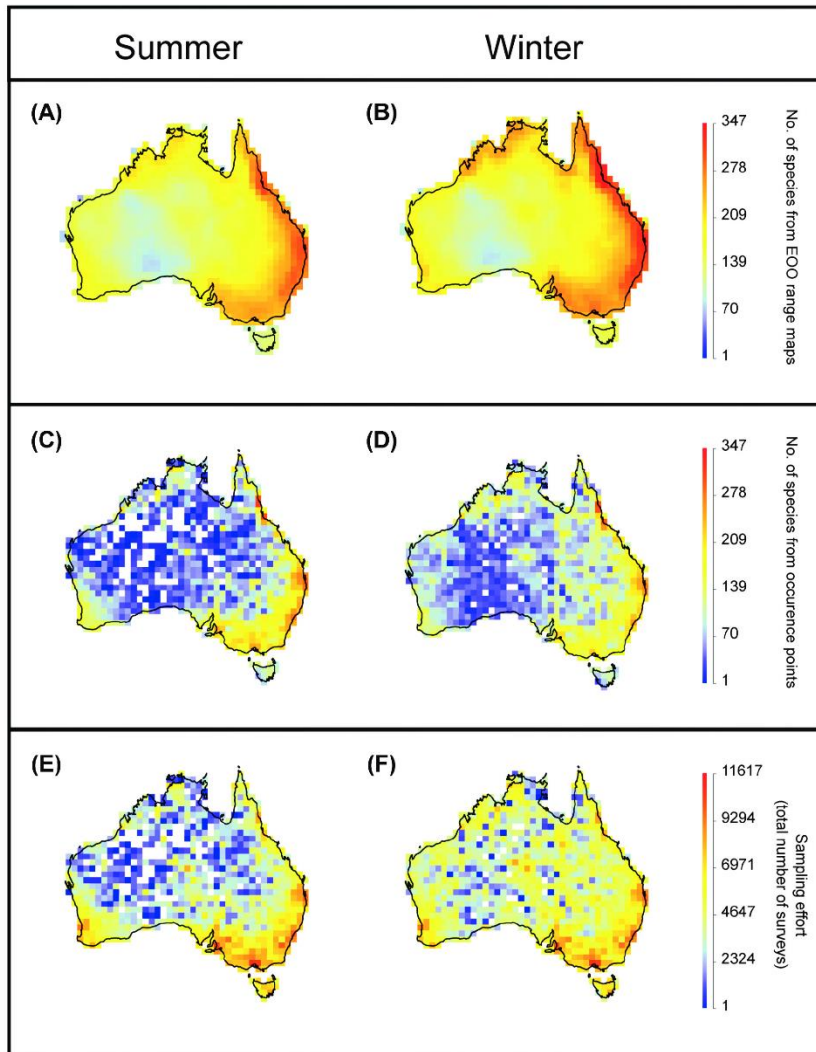 Summer
Winter
(A)
(B)
347
278
209
139
70
1
No. of species from EOO range maps
(C)
(D)
347
278
209
139
70
1
No. of species from occurence points
(E)
(F)
11617
9294
6971
4647
2324
1
Sampling effort
(total number of surveys)